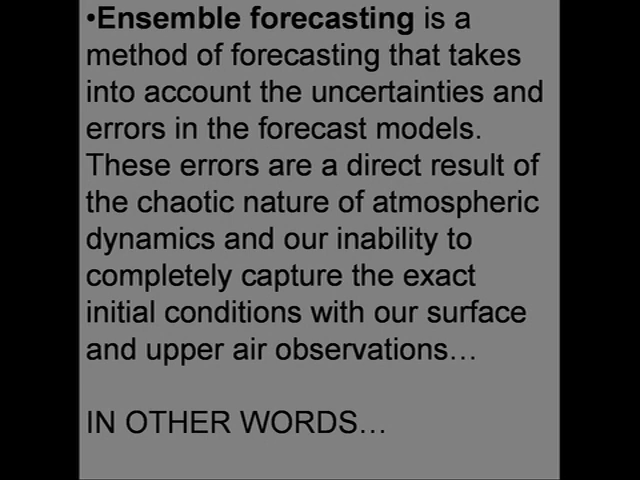 •Ensemble forecasting is a
method of forecasting that takes
into account the uncertainties and
errors in the forecast models.
These errors are a direct result of
the chaotic nature of atmospheric
dynamics and our inability to
completely capture the exact
initial conditions with our surface
and upper air observations…
IN OTHER WORDS…